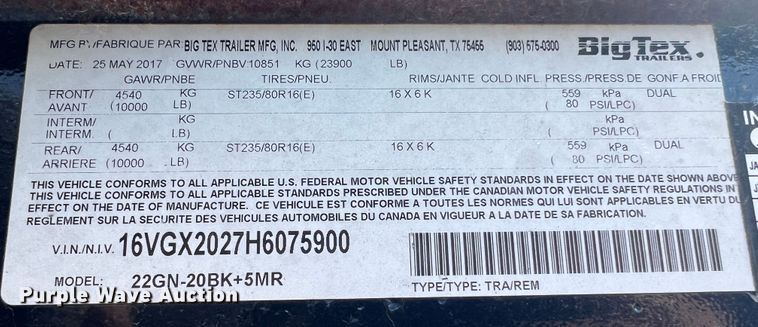 MFG BY/FABRIQUE PAR: BIG TEX TRAILER MFG, INC. 950 I-30 EAST MOUNT PLEASANT, TX 75455 (903) 575-0300
BigTex
TRAILERS
DATE: 25 MAY 2017 GVWR/PNBV 10851 KG (23900 LB)
GAWR/PNBE TIRES/PNEU RIMS/JANTE COLD INFL. PRESS./PRESS/DE GONF A FROID
FRONT/ 4540 KG ST235/80R16(E) 16 X 6 K 559 kPa DUAL
AVANT (10000 LB) ( 80 PSI/LPC)
INTERM/ KG kPa
INTERM. ( LB) ( PSI/LPC)
REAR/ 4540 KG ST235/80R16(E) 16 X 6 K 559 kPa DUAL
ARRIERE (10000 LB) ( 80 PSI/LPC)
THIS VEHICLE CONFORMS TO ALL APPLICABLE U.S. FEDERAL MOTOR VEHICLE SAFETY STANDARDS IN EFFECT ON THE DATE SHOWN ABOVE
THIS VEHICLE CONFORMS TO ALL APPLICABLE STANDARDS PRESCRIBED UNDER THE CANADIAN MOTOR VEHICLE SAFETY REGULATIONS IN
EFFECT ON THE DATE OF MANUFACTURE. CE VEHICULE EST CONFORME A TOUTES LES NORMES QUI LUI SONT
REGLEMENT SUR LA SECURITE DES VEHICULES AUTOMOBILES DU CANADA EN VIGUEUR A LA DATE DE SA FABRICATION.
V.I.N./N.I.V. 16VGX2027H6075900
MODEL: 22GN-20BK+5MR
TYPE/TYPE: TRA/REM
Purple Wave Auction